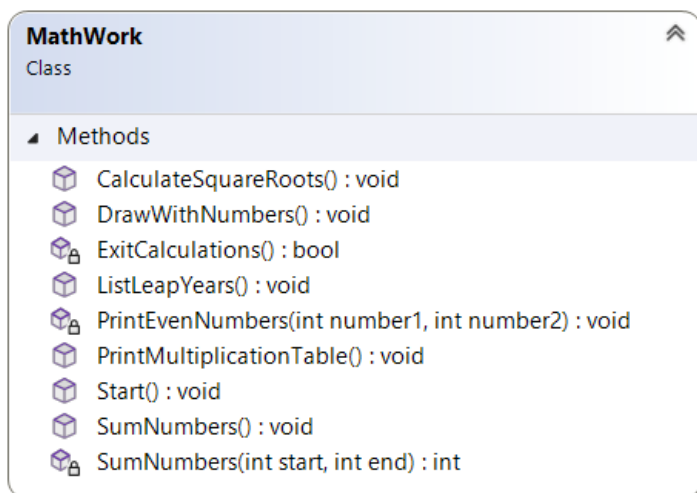 MathWork
Class
Methods
CalculateSquareRoots() : void
DrawWithNumbers() : void
ExitCalculations() : bool
ListLeapYears() : void
PrintEvenNumbers(int number1, int number2) : void
PrintMultiplicationTable() : void
Start() : void
SumNumbers() : void
SumNumbers(int start, int end) : int